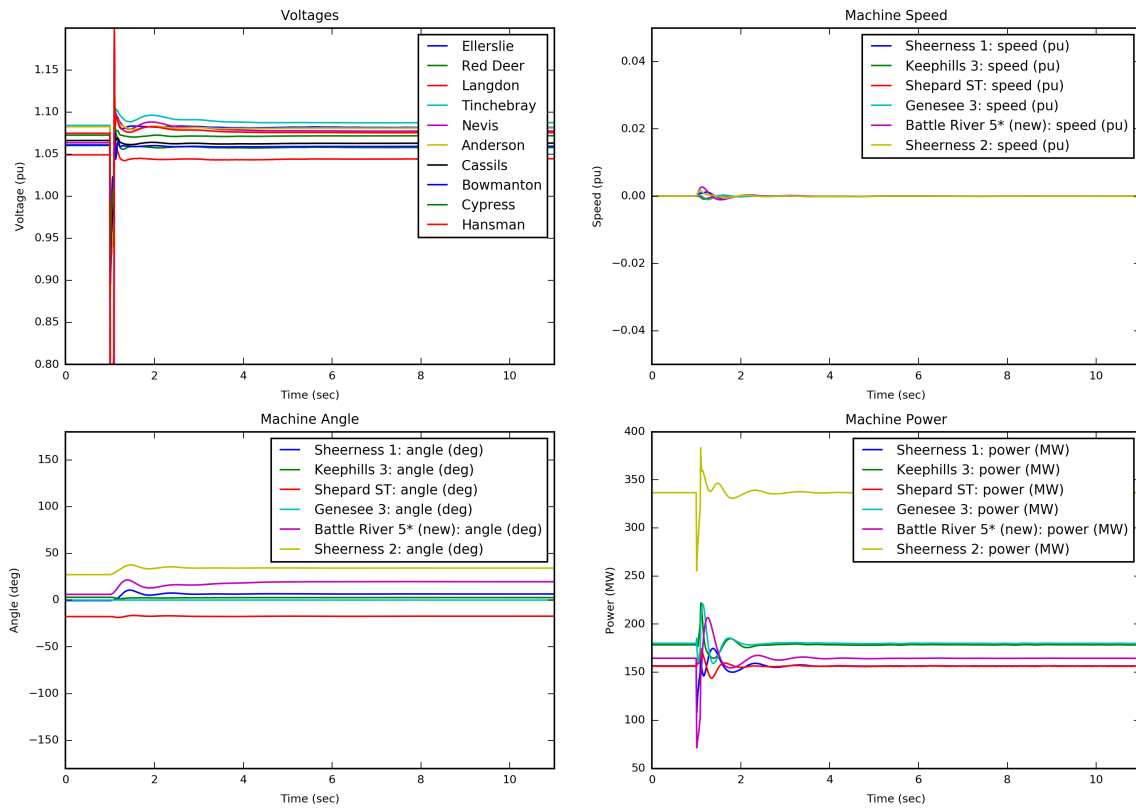 Voltages
1.15
1.10
1.05
1.00
0.95
0.90
0.85
0.80
Voltage (pu)
0 2 4 6 8 10
Time (sec)
Ellerslie
Red Deer
Langdon
Tinchebray
Nevis
Anderson
Cassils
Bowmanton
Cypress
Hansman
Machine Speed
0.04
0.02
0.00
−0.02
−0.04
Speed (pu)
0 2 4 6 8 10
Time (sec)
Sheerness 1: speed (pu)
Keephills 3: speed (pu)
Shepard ST: speed (pu)
Genesee 3: speed (pu)
Battle River 5* (new): speed (pu)
Sheerness 2: speed (pu)
Machine Angle
150
100
50
0
−50
−100
−150
Angle (deg)
0 2 4 6 8 10
Time (sec)
Sheerness 1: angle (deg)
Keephills 3: angle (deg)
Shepard ST: angle (deg)
Genesee 3: angle (deg)
Battle River 5* (new): angle (deg)
Sheerness 2: angle (deg)
Machine Power
400
350
300
250
200
150
100
50
Power (MW)
0 2 4 6 8 10
Time (sec)
Sheerness 1: power (MW)
Keephills 3: power (MW)
Shepard ST: power (MW)
Genesee 3: power (MW)
Battle River 5* (new): power (MW)
Sheerness 2: power (MW)